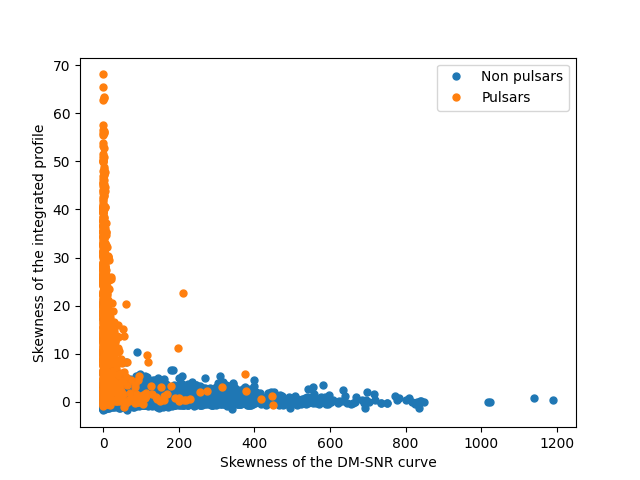 Non pulsars
Pulsars
70
60
50
40
30
20
10
0
Skewness of the integrated profile
0 200 400 600 800 1000 1200
Skewness of the DM-SNR curve